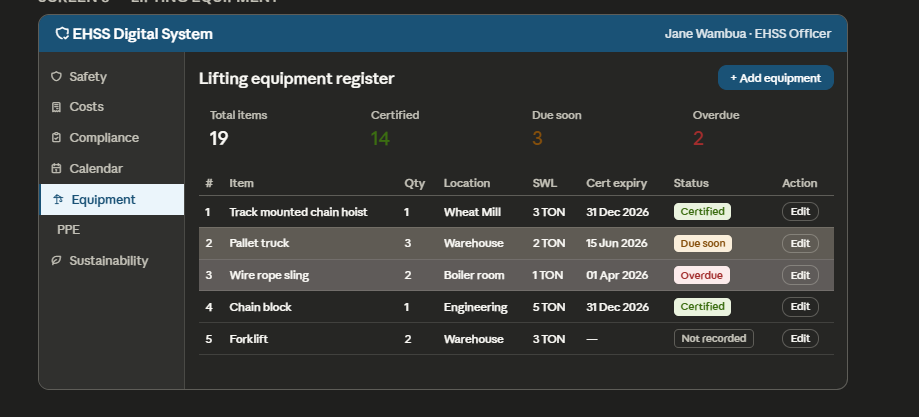 EHSS Digital System
Jane Wambua · EHSS Officer
Safety
Costs
Compliance
Calendar
Equipment
PPE
Sustainability
Lifting equipment register
+ Add equipment
Total items Certified Due soon Overdue
19 14 3 2
# Item Qty Location SWL Cert expiry Status Action
1 Track mounted chain hoist 1 Wheat Mill 3 TON 31 Dec 2026 Certified Edit
2 Pallet truck 3 Warehouse 2 TON 15 Jun 2026 Due soon Edit
3 Wire rope sling 2 Boiler room 1 TON 01 Apr 2026 Overdue Edit
4 Chain block 1 Engineering 5 TON 31 Dec 2026 Certified Edit
5 Forklift 2 Warehouse 3 TON — Not recorded Edit